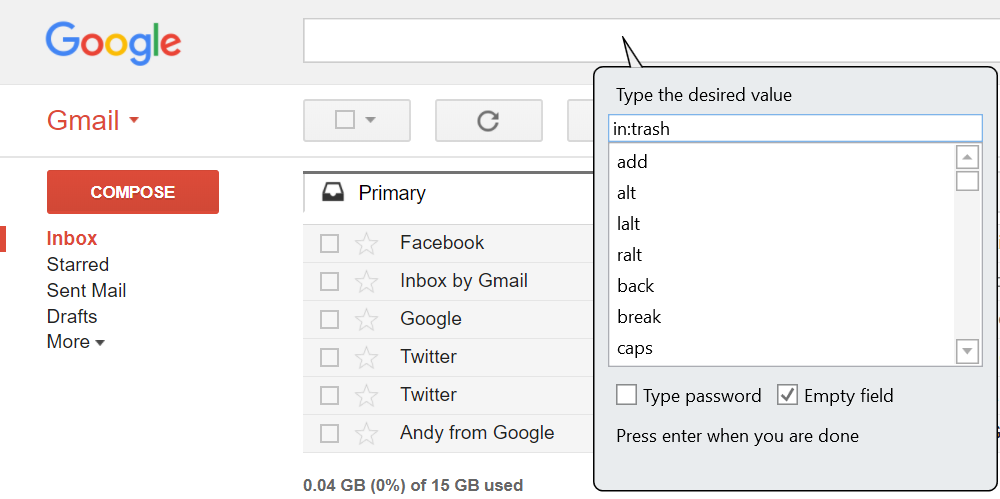 Google
Type the desired value
Gmail
in:trash
add
alt
lalt
ralt
back
break
caps
Type password
Empty field
Press enter when you are done
COMPOSE
Inbox
Starred
Sent Mail
Drafts
More
Primary
Facebook
Inbox by Gmail
Google
Twitter
Twitter
Andy from Google
0.04 GB (0%) of 15 GB used